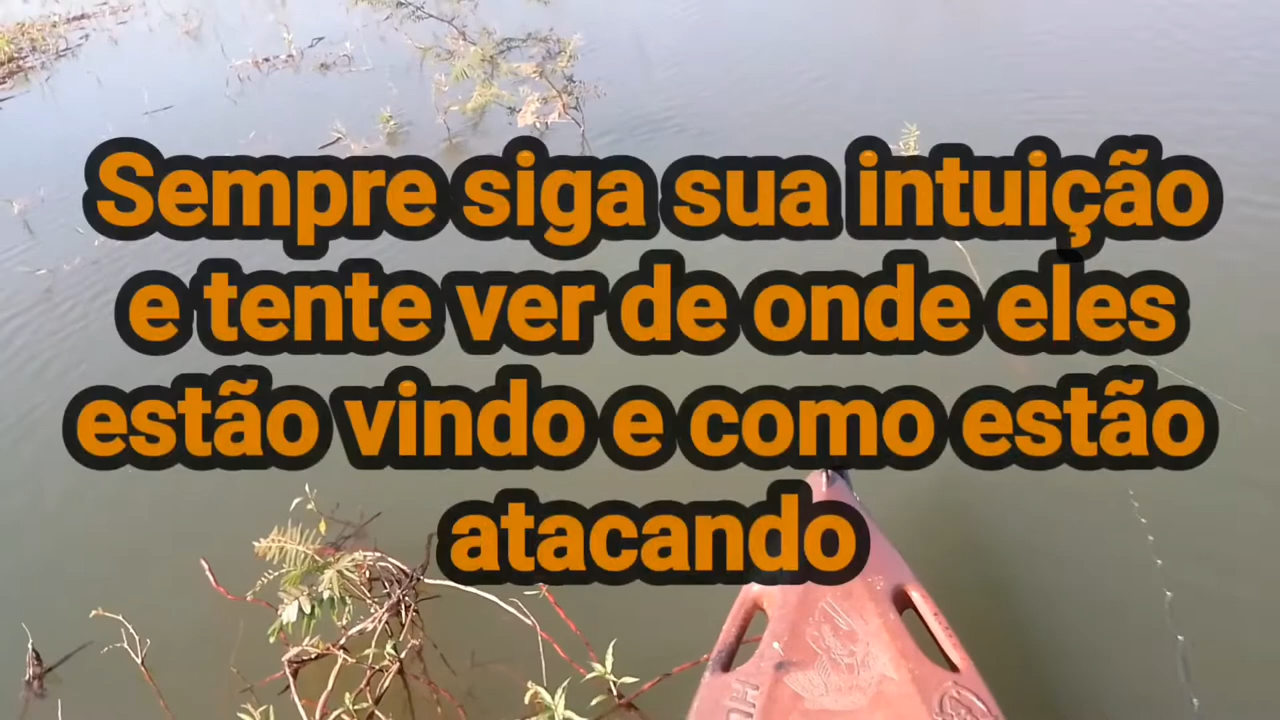 Sempre siga sua intuição
e tente ver de onde eles
estão vindo e como estão
atacando